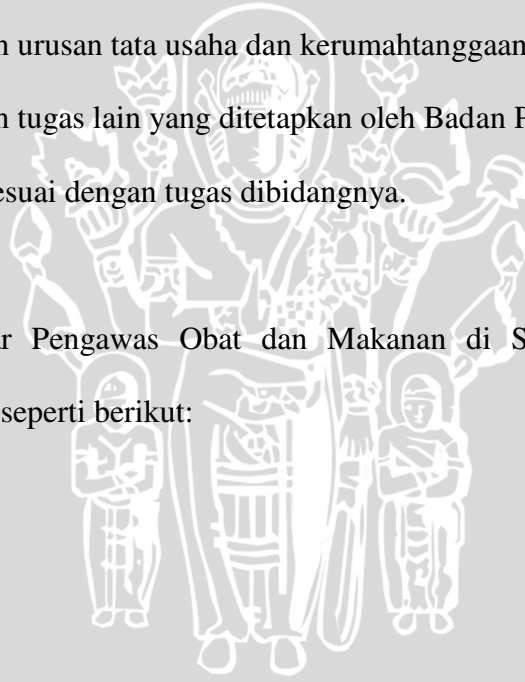 n urusan tata usaha dan kerumahtanggaan
n tugas lain yang ditetapkan oleh Badan P
esuai dengan tugas dibidangnya.
ar Pengawas Obat dan Makanan di S
seperti berikut: